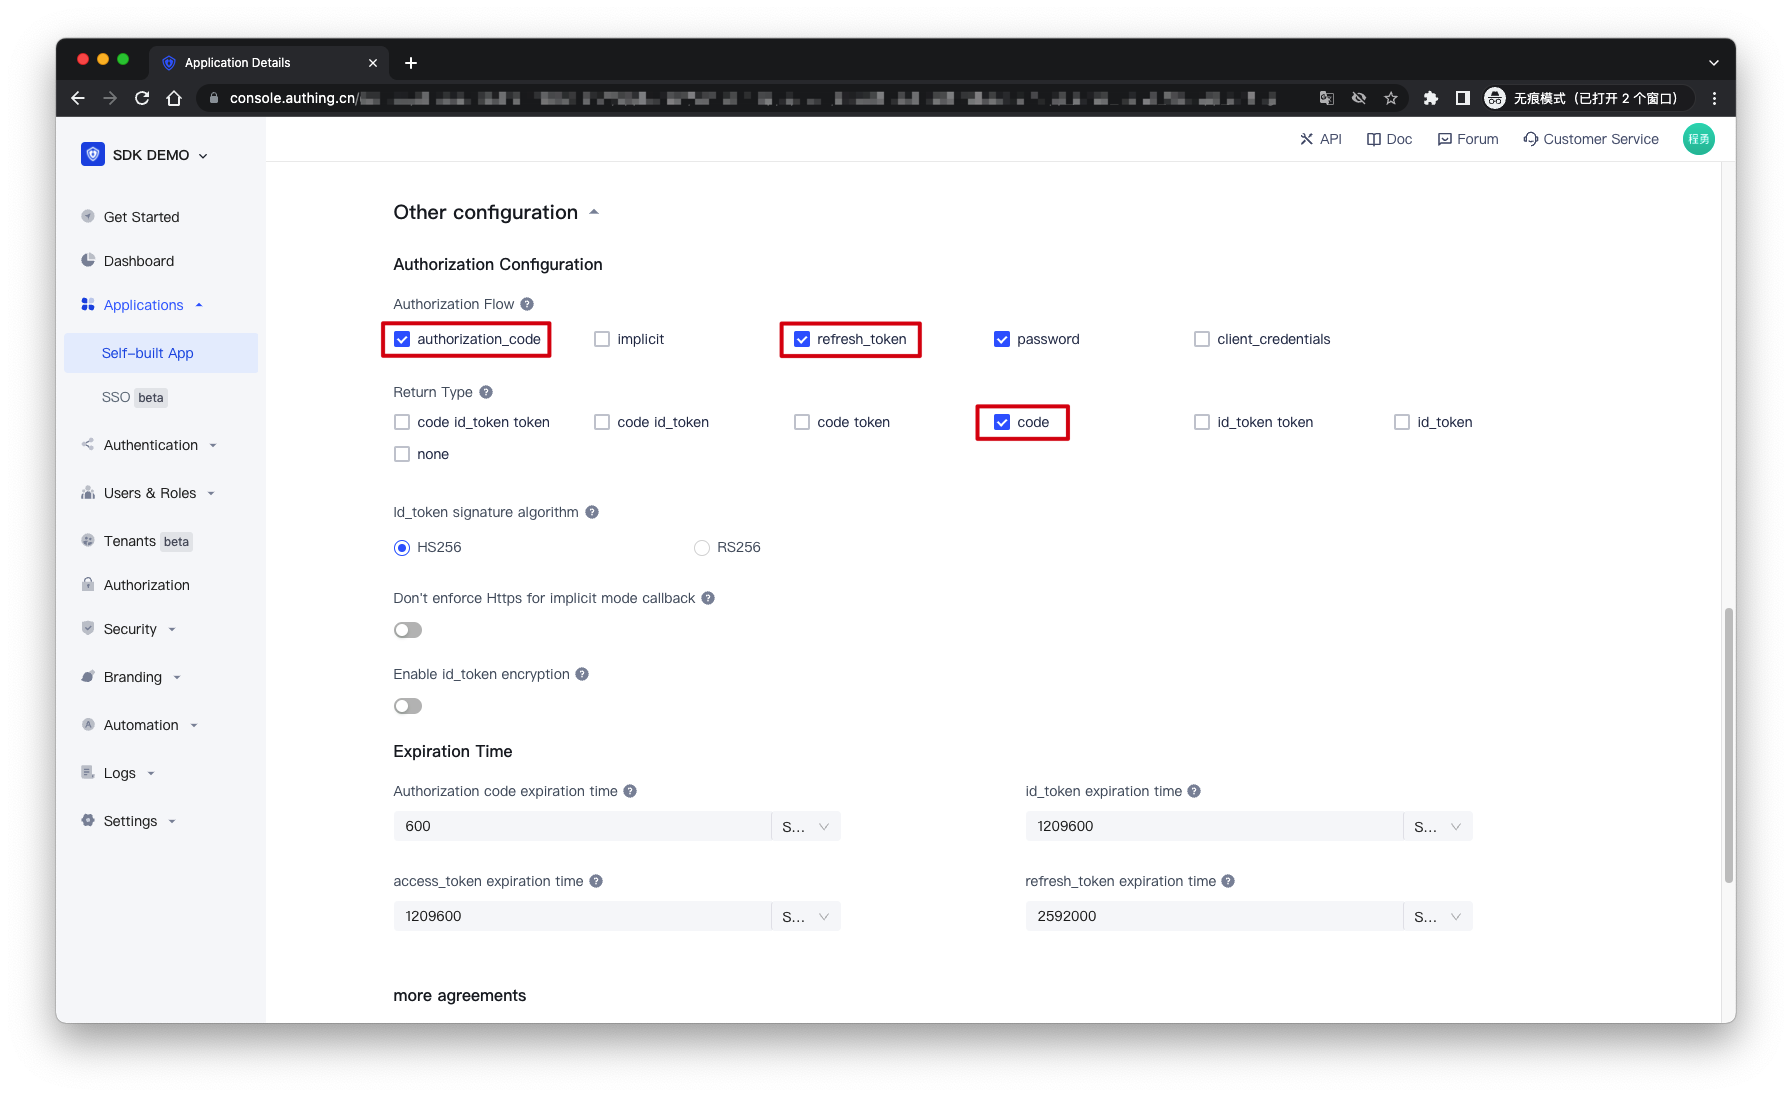 Application Details
console.authing.cn/
无痕模式（已打开 2 个窗口）
SDK DEMO
API
Doc
Forum
Customer Service
程勇
Get Started
Dashboard
Applications
Self-built App
SSO beta
Authentication
Users & Roles
Tenants beta
Authorization
Security
Branding
Automation
Logs
Settings
Other configuration
Authorization Configuration
Authorization Flow
authorization_code
implicit
refresh_token
password
client_credentials
Return Type
code id_token token
code id_token
code token
code
id_token token
id_token
none
Id_token signature algorithm
HS256
RS256
Don't enforce Https for implicit mode callback
Enable id_token encryption
Expiration Time
Authorization code expiration time
600 S...
id_token expiration time
1209600 S...
access_token expiration time
1209600 S...
refresh_token expiration time
2592000 S...
more agreements